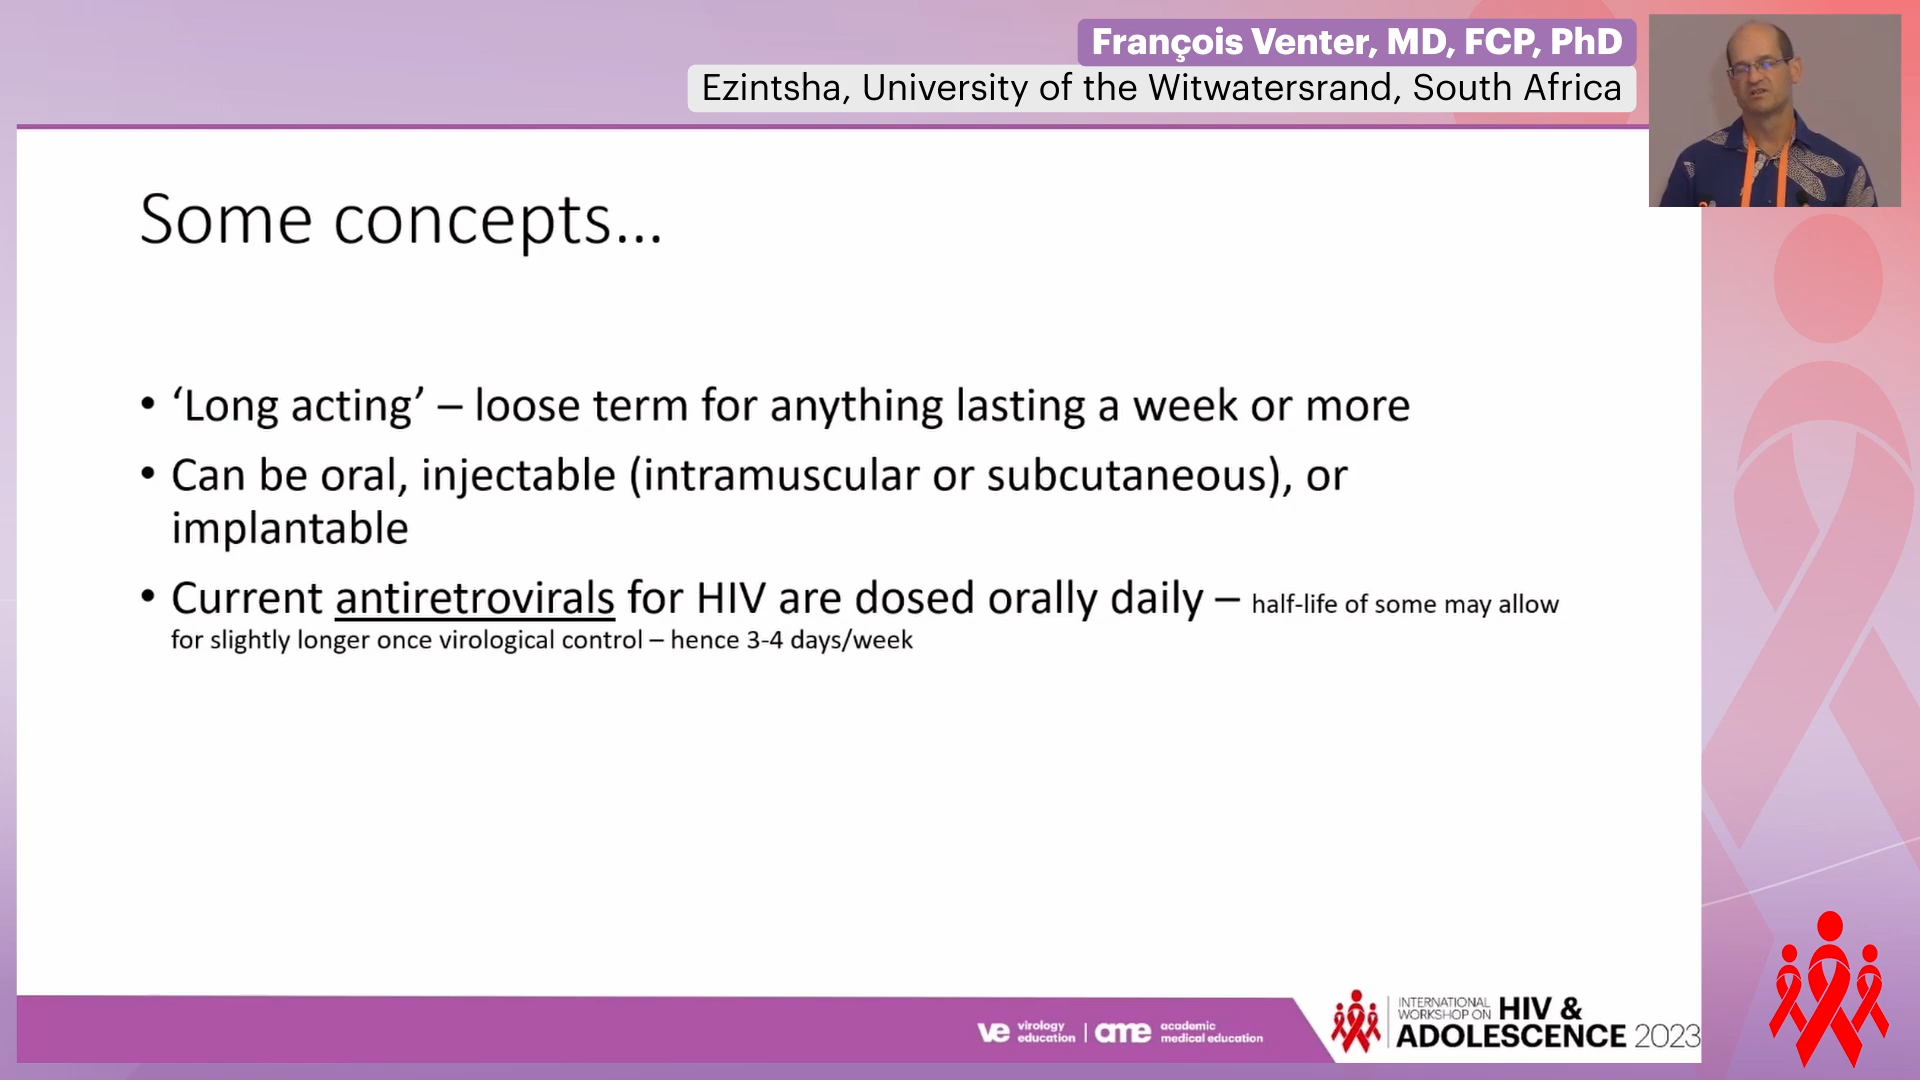 François Venter, MD, FCP, PhD
Ezintsha, University of the Witwatersrand, South Africa
Some concepts...
• ‘Long acting’ – loose term for anything lasting a week or more
• Can be oral, injectable (intramuscular or subcutaneous), or
implantable
• Current antiretrovirals for HIV are dosed orally daily – half-life of some may allow
for slightly longer once virological control – hence 3-4 days/week
ve virology education | ame academic medical education
INTERNATIONAL WORKSHOP ON HIV &
ADOLESCENCE 2023